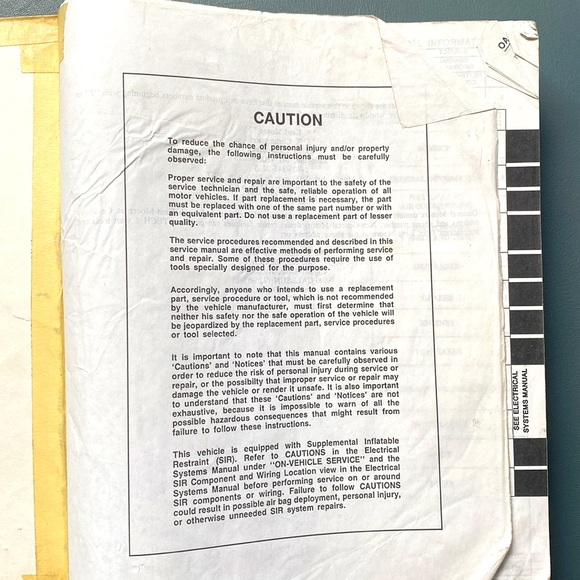 CAUTION
To reduce the chance of personal injury and/or property
damage, the following instructions must be carefully
observed:
Proper service and repair are important to the safety of the
service technician and the safe, reliable operation of all
motor vehicles. If part replacement is necessary, the part
must be replaced with one of the same part number or with
an equivalent part. Do not use a replacement part of lesser
quality.
The service procedures recommended and described in this
service manual are effective methods of performing service
and repair. Some of these procedures require the use of
tools specially designed for the purpose.
Accordingly, anyone who intends to use a replacement
part, service procedure or tool, which is not recommended
by the vehicle manufacturer, must first determine that
neither his safety nor the safe operation of the vehicle will
be jeopardized by the replacement part, service procedures
or tool selected.
It is important to note that this manual contains various
'Cautions' and 'Notices' that must be carefully observed in
order to reduce the risk of personal injury during service or
repair, or the possibilty that improper service or repair may
damage the vehicle or render it unsafe. It is also important
to understand that these 'Cautions' and 'Notices' are not
exhaustive, because it is impossible to warn of all the
possible hazardous consequences that might result from
failure to follow these instructions.
This vehicle is equipped with Supplemental Inflatable
Restraint (SIR). Refer to CAUTIONS in the Electrical
Systems Manual under "ON-VEHICLE SERVICE" and the
SIR Component and Wiring Location view in the Electrical
Systems Manual before performing service on or around
SIR components or wiring. Failure to follow CAUTIONS
could result in possible air bag deployment, personal injury,
or otherwise unneeded SIR system repairs.
SEE ELECTRICAL
SYSTEMS MANUAL